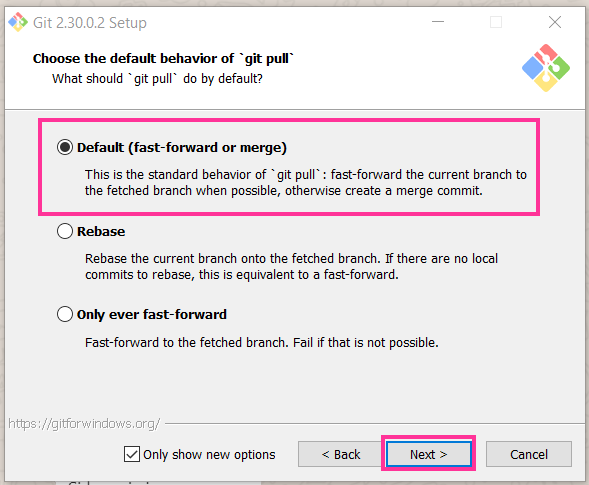 Git 2.30.0.2 Setup
Choose the default behavior of `git pull`
What should `git pull` do by default?
Default (fast-forward or merge)
This is the standard behavior of `git pull`: fast-forward the current branch to
the fetched branch when possible, otherwise create a merge commit.
Rebase
Rebase the current branch onto the fetched branch. If there are no local
commits to rebase, this is equivalent to a fast-forward.
Only ever fast-forward
Fast-forward to the fetched branch. Fail if that is not possible.
https://gitforwindows.org/
Only show new options
< Back
Next >
Cancel